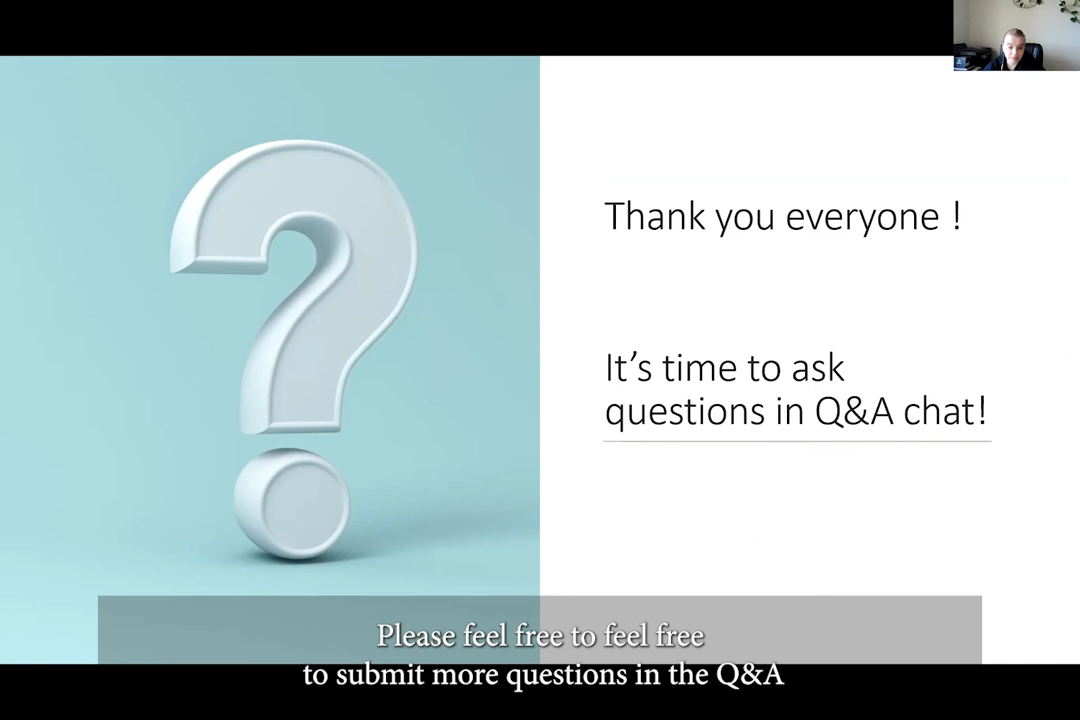 Thank you everyone !
It’s time to ask
questions in Q&A chat!
Please feel free to feel free
to submit more questions in the Q&A